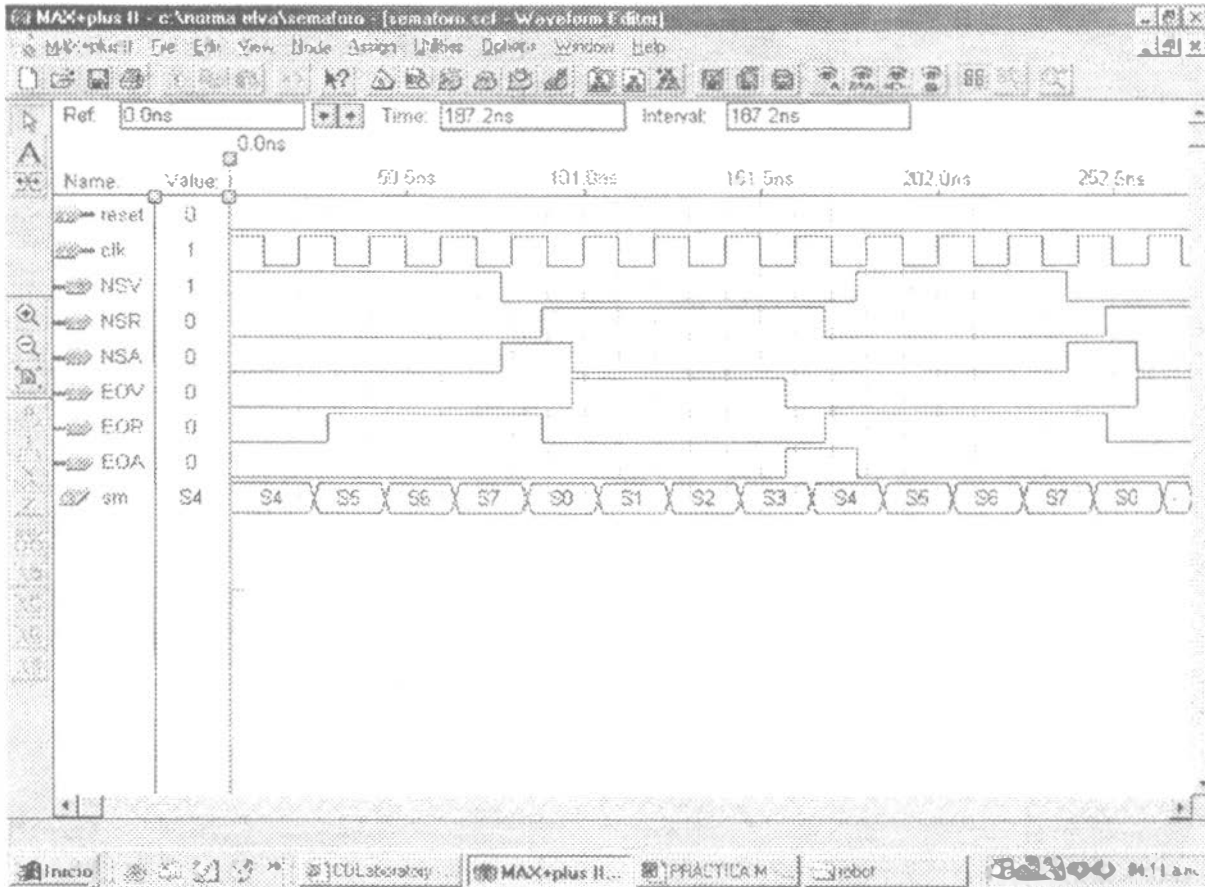 MAX+plus II - c:\norma elva\semaforo - [semaforo.scf - Waveform Editor]
MAX+plus II File Edit View Node Assign Utilities Options Window Help
Ref: 0.0ns Time: 187.2ns Interval: 187.2ns
0.0ns
Name: Value: 50.5ns 101.0ns 151.5ns 202.0ns 252.5ns
reset 0
clk 1
NSV 1
NSR 0
NSA 0
EOV 0
EOR 0
EOA 0
sm S4 S4 S5 S6 S7 S0 S1 S2 S3 S4 S5 S6 S7 S0
Inicio CDLaboratory MAX+plus II... PRACTICA M... robot 04:11 a.m.